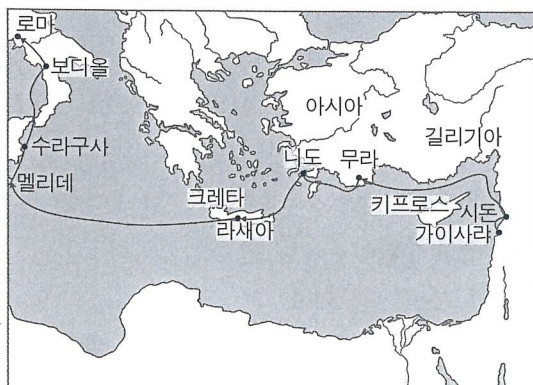 로마
보디올
아시아
수라구사
길리기아
니도
무라
멜리데
크레타
키프로스
시돈
라새아
가이사랴